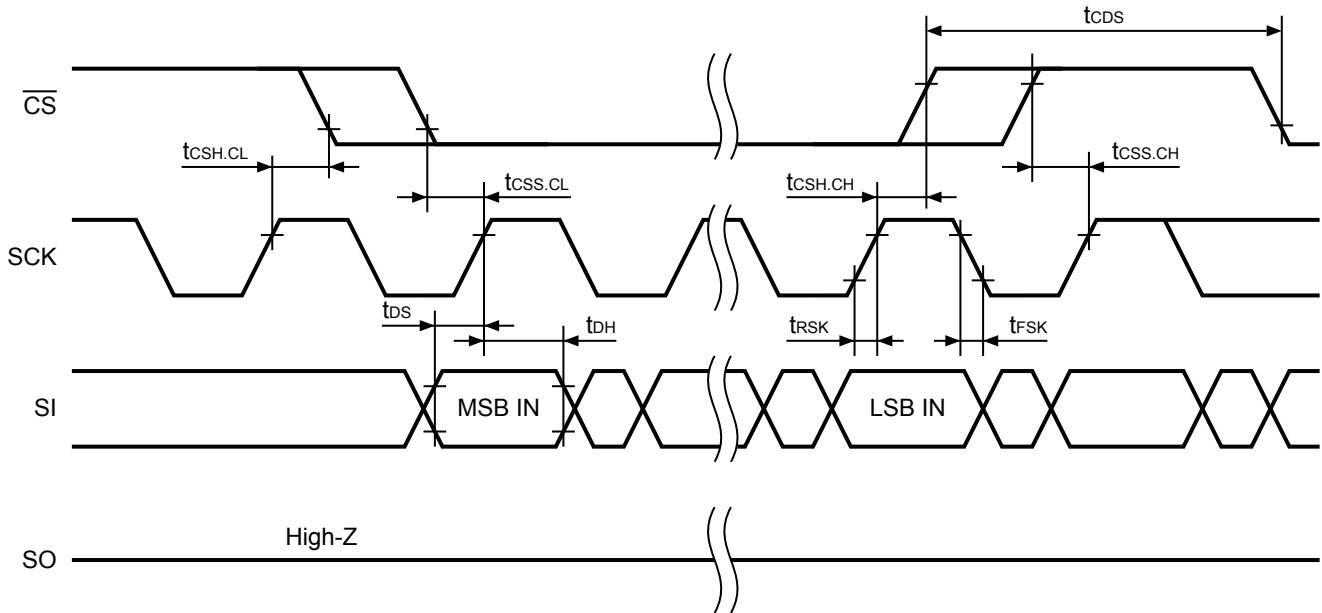 tCDS
CS
tCSH.CL
tCSS.CL
tCSH.CH
tCSS.CH
SCK
tDS
tDH
tRSK
tFSK
SI
MSB IN
LSB IN
High-Z
SO